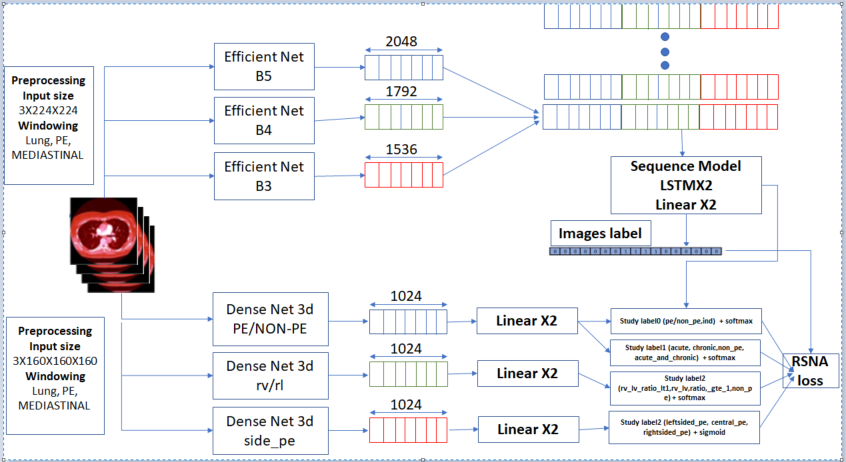 Preprocessing
Input size
3X224X224
Windowing
Lung, PE,
MEDIASTINAL
Efficient Net
B5
2048
Efficient Net
B4
1792
Efficient Net
B3
1536
Sequence Model
LSTMX2
Linear X2
Images label
Preprocessing
Input size
3X160X160X160
Windowing
Lung, PE,
MEDIASTINAL
Dense Net 3d
PE/NON-PE
1024
Linear X2
Study label0 (pe/non_pe,ind) + softmax
Study label1 (acute, chronic,non_pe,
acute_and_chronic) + softmax
Dense Net 3d
rv/rl
1024
Linear X2
Study label2
(rv_lv_ratio_lt1,rv_lv,ratio,_gte_1,non_p
e) + softmax
Dense Net 3d
side_pe
1024
Linear X2
Study label2 (leftsided_pe, central_pe,
rightsided_pe) + sigmoid
RSNA
loss